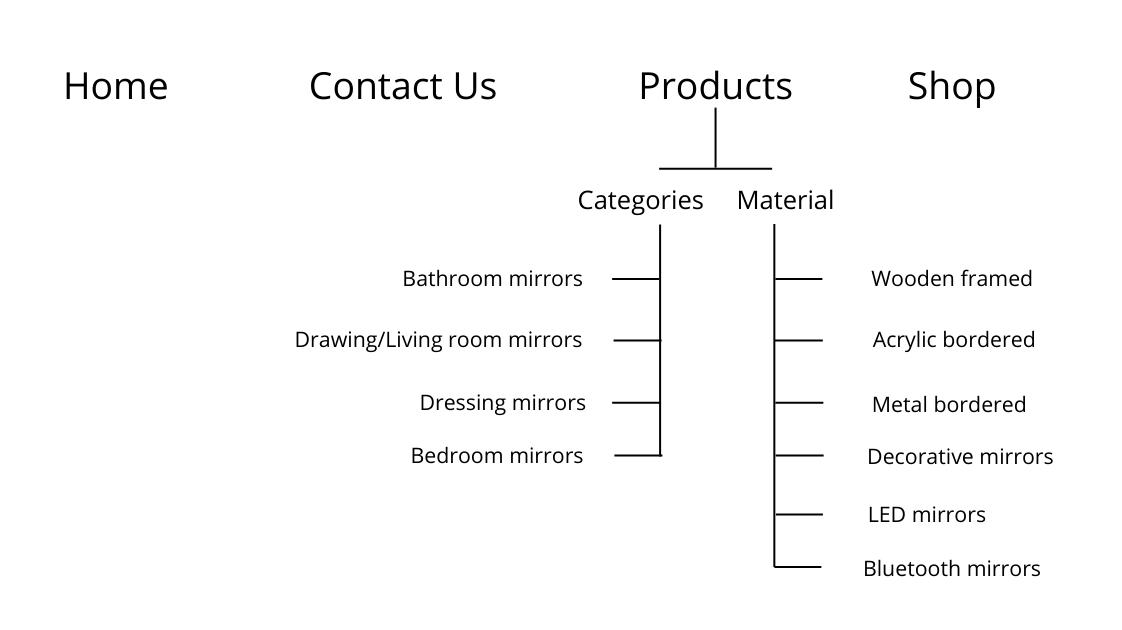 Home
Contact Us
Products
Shop
Categories
Material
Bathroom mirrors
Drawing/Living room mirrors
Dressing mirrors
Bedroom mirrors
Wooden framed
Acrylic bordered
Metal bordered
Decorative mirrors
LED mirrors
Bluetooth mirrors